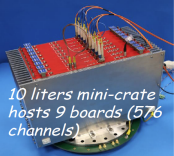 10 liters mini-crate
hosts 9 boards (576
channels)